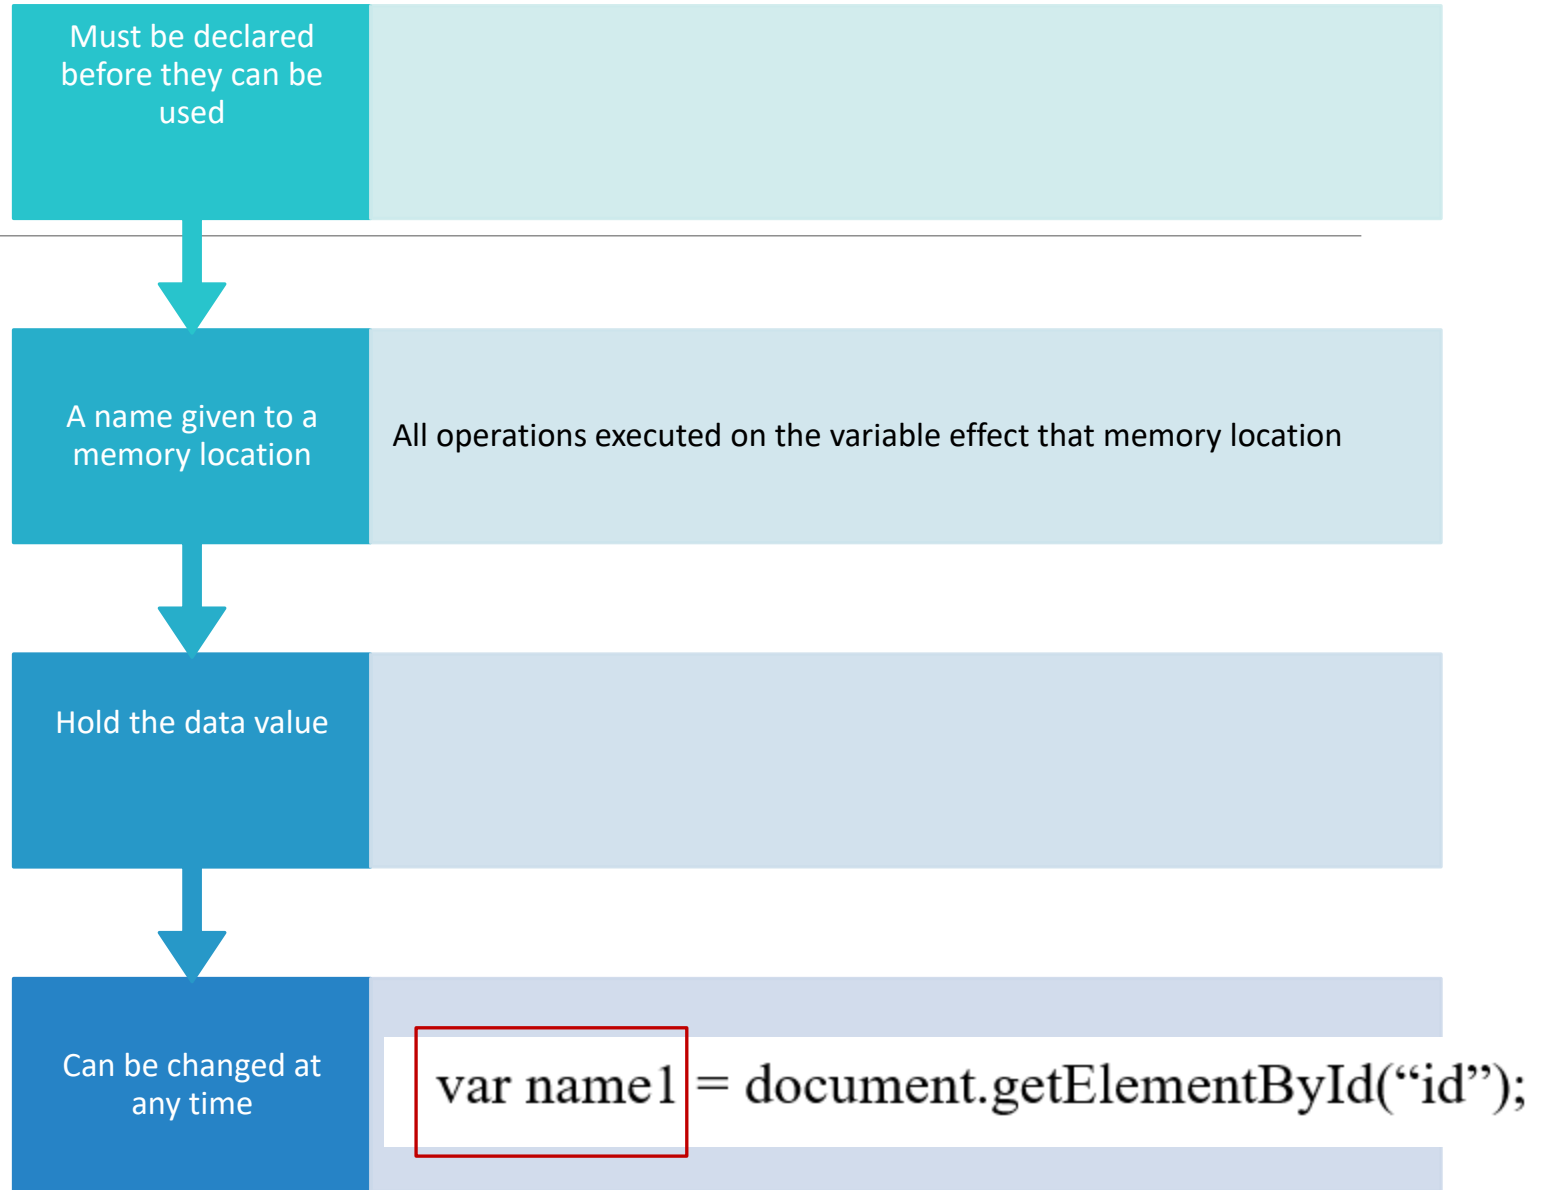 Must be declared
before they can be
used
A name given to a
memory location
All operations executed on the variable effect that memory location
Hold the data value
Can be changed at
any time
var name1 = document.getElementById(“id”);